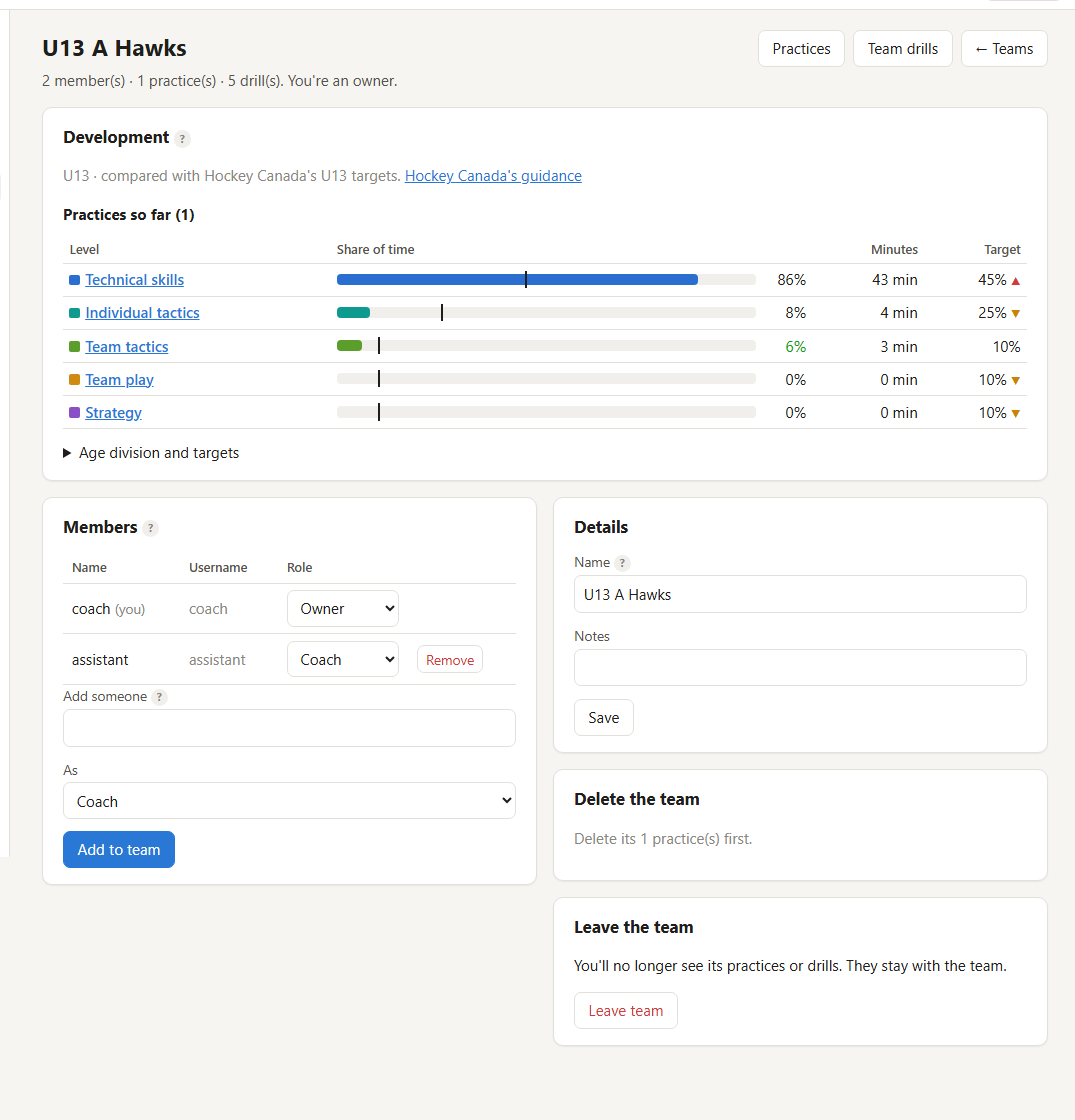 U13 A Hawks
Practices
Team drills
← Teams
2 member(s) · 1 practice(s) · 5 drill(s). You're an owner.
Development ?
U13 · compared with Hockey Canada's U13 targets. Hockey Canada's guidance
Practices so far (1)
Level Share of time Minutes Target
Technical skills 86% 43 min 45% ▲
Individual tactics 8% 4 min 25% ▼
Team tactics 6% 3 min 10%
Team play 0% 0 min 10% ▼
Strategy 0% 0 min 10% ▼
▶ Age division and targets
Members ?
Name Username Role
coach (you) coach Owner
assistant assistant Coach Remove
Add someone ?
As
Coach
Add to team
Details
Name ?
U13 A Hawks
Notes
Save
Delete the team
Delete its 1 practice(s) first.
Leave the team
You'll no longer see its practices or drills. They stay with the team.
Leave team